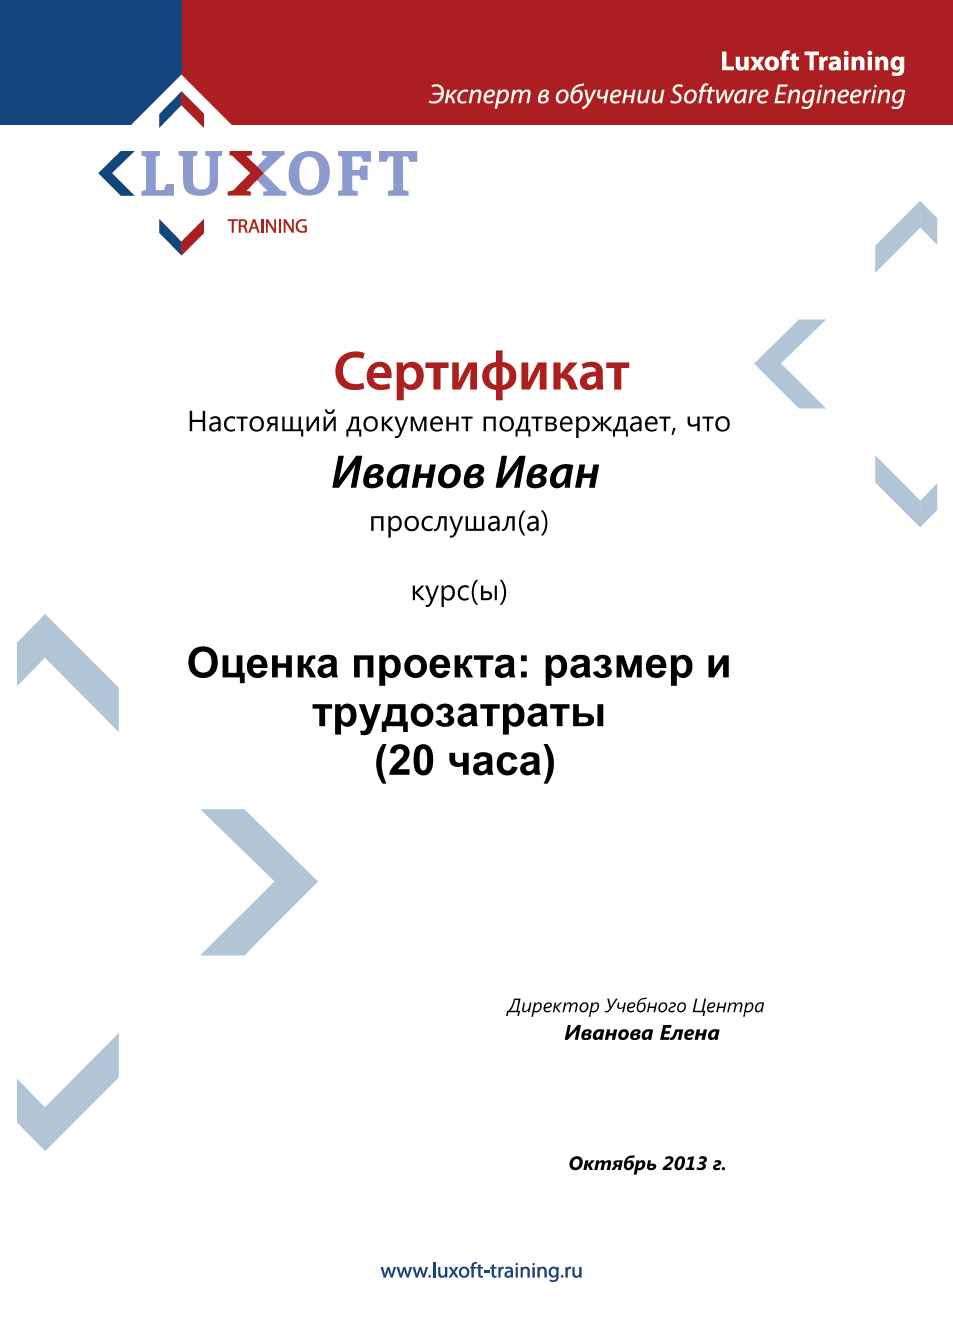 Luxoft Training
Эксперт в обучении Software Engineering
LUXOFT
TRAINING
Сертификат
Настоящий документ подтверждает, что
Иванов Иван
прослушал(а)
курс(ы)
Оценка проекта: размер и
трудозатраты
(20 часа)
Директор Учебного Центра
Иванова Елена
Октябрь 2013 г.
www.luxoft-training.ru